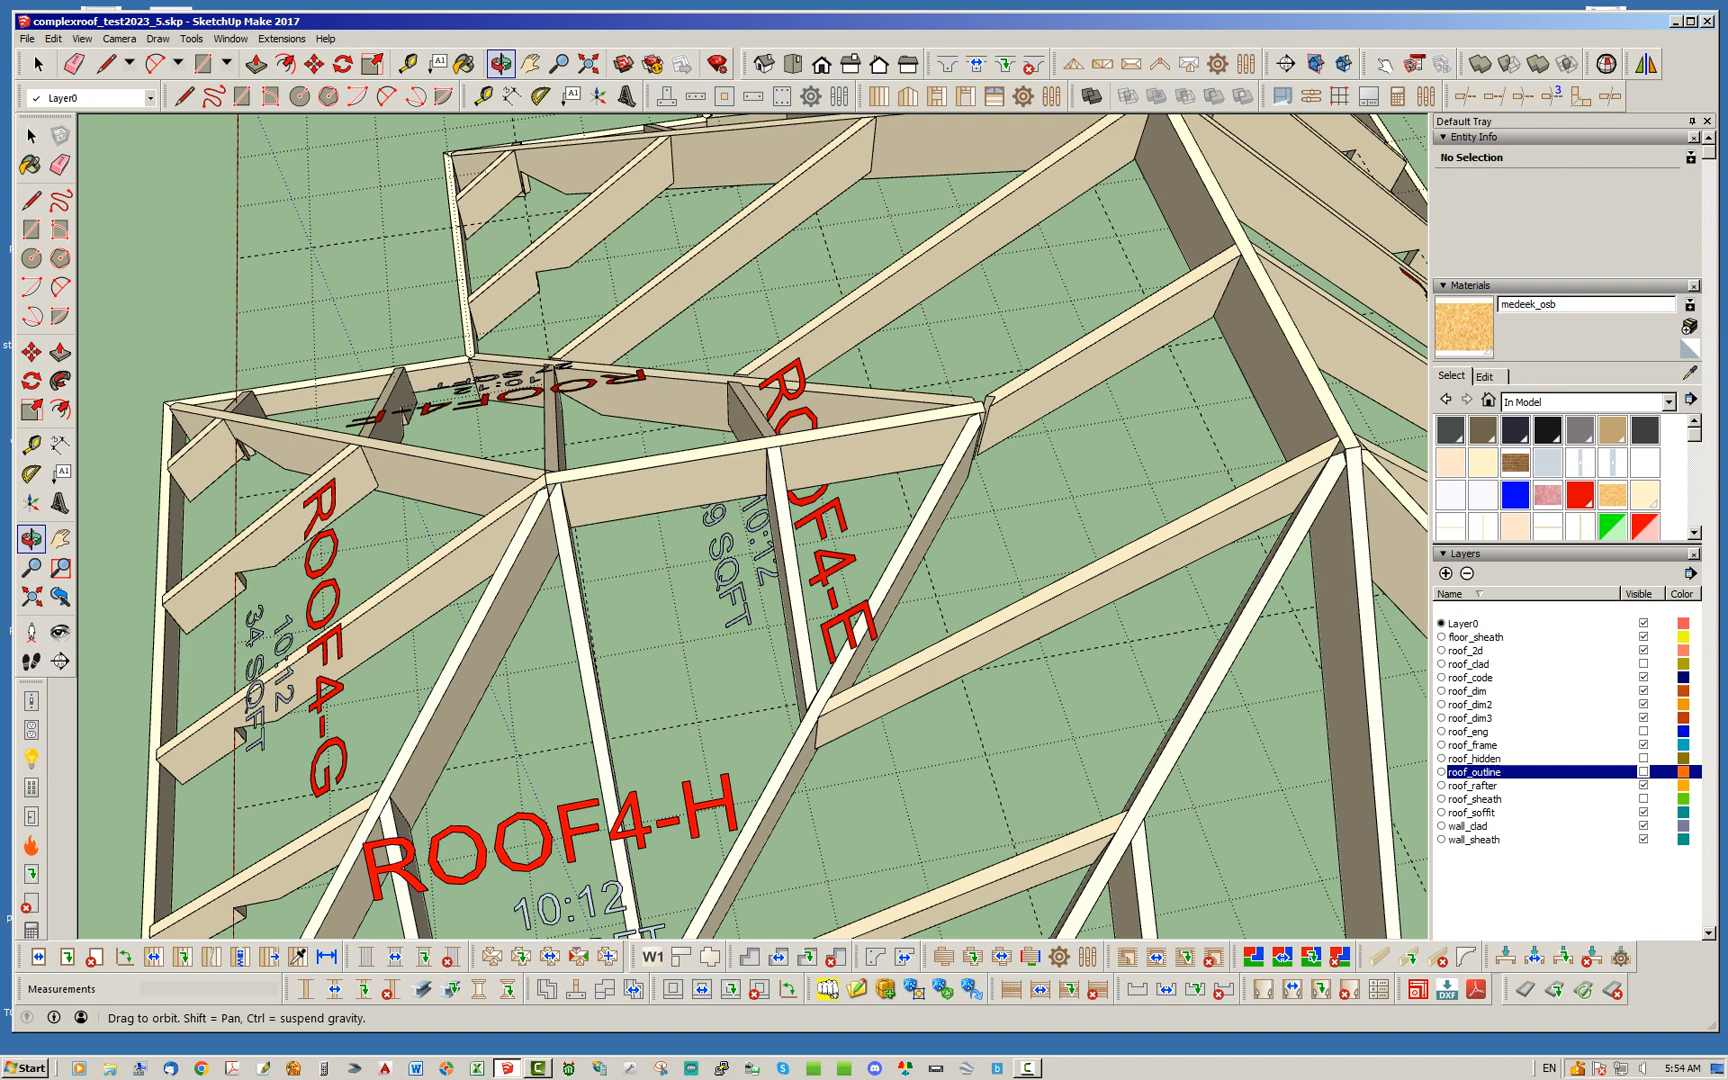 complexroof_test2023_5.skp - SketchUp Make 2017
File Edit View Camera Draw Tools Window Extensions Help
Layer0
Default Tray
Entity Info
No Selection
Materials
medeek_osb
Select Edit
In Model
Layers
Name Visible Color
Layer0
floor_sheath
roof_2d
roof_clad
roof_code
roof_dim
roof_dim2
roof_dim3
roof_eng
roof_frame
roof_hidden
roof_outline
roof_rafter
roof_sheath
roof_soffit
wall_clad
wall_sheath
ROOF4-F
ROOF4-E
10:12
SQFT
ROOF4-G
10:12
34 SQFT
ROOF4-H
10:12
W1
DXF
Measurements
Drag to orbit. Shift = Pan, Ctrl = suspend gravity.
Start
EN
5:54 AM